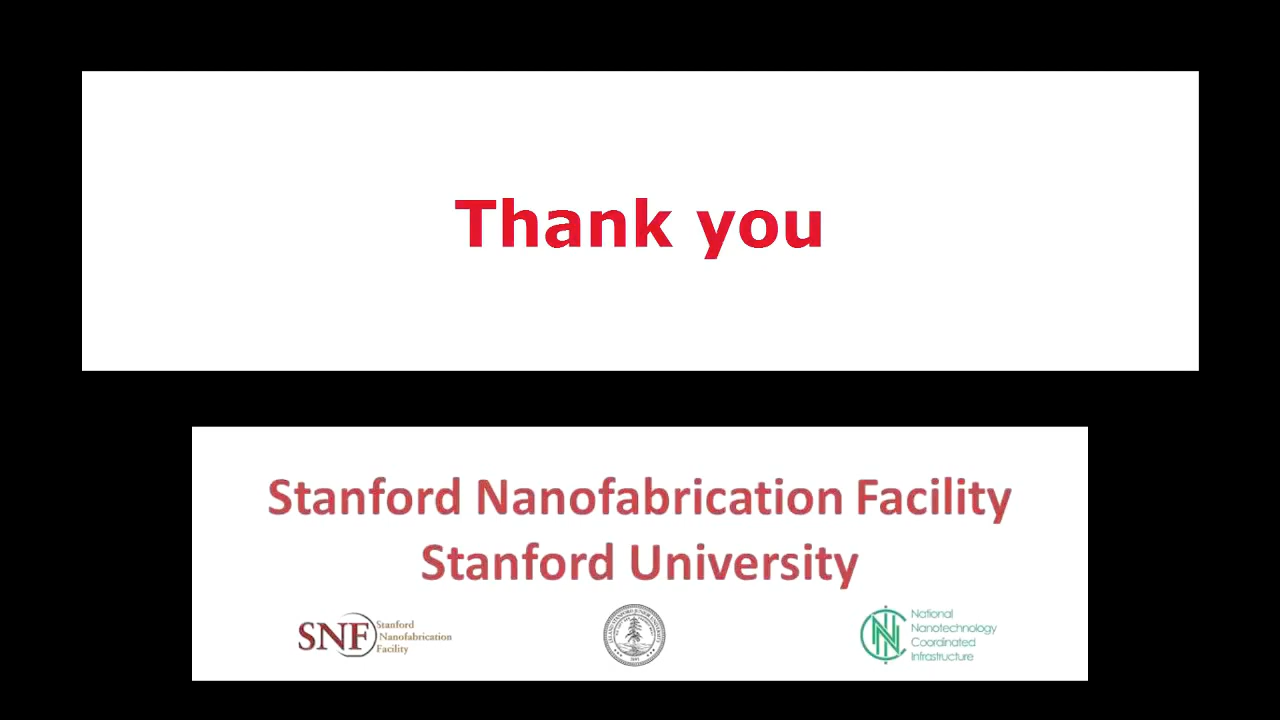 Thank you
Stanford Nanofabrication Facility
Stanford University
SNF
Stanford
Nanofabrication
Facility
National
Nanotechnology
Coordinated
Infrastructure